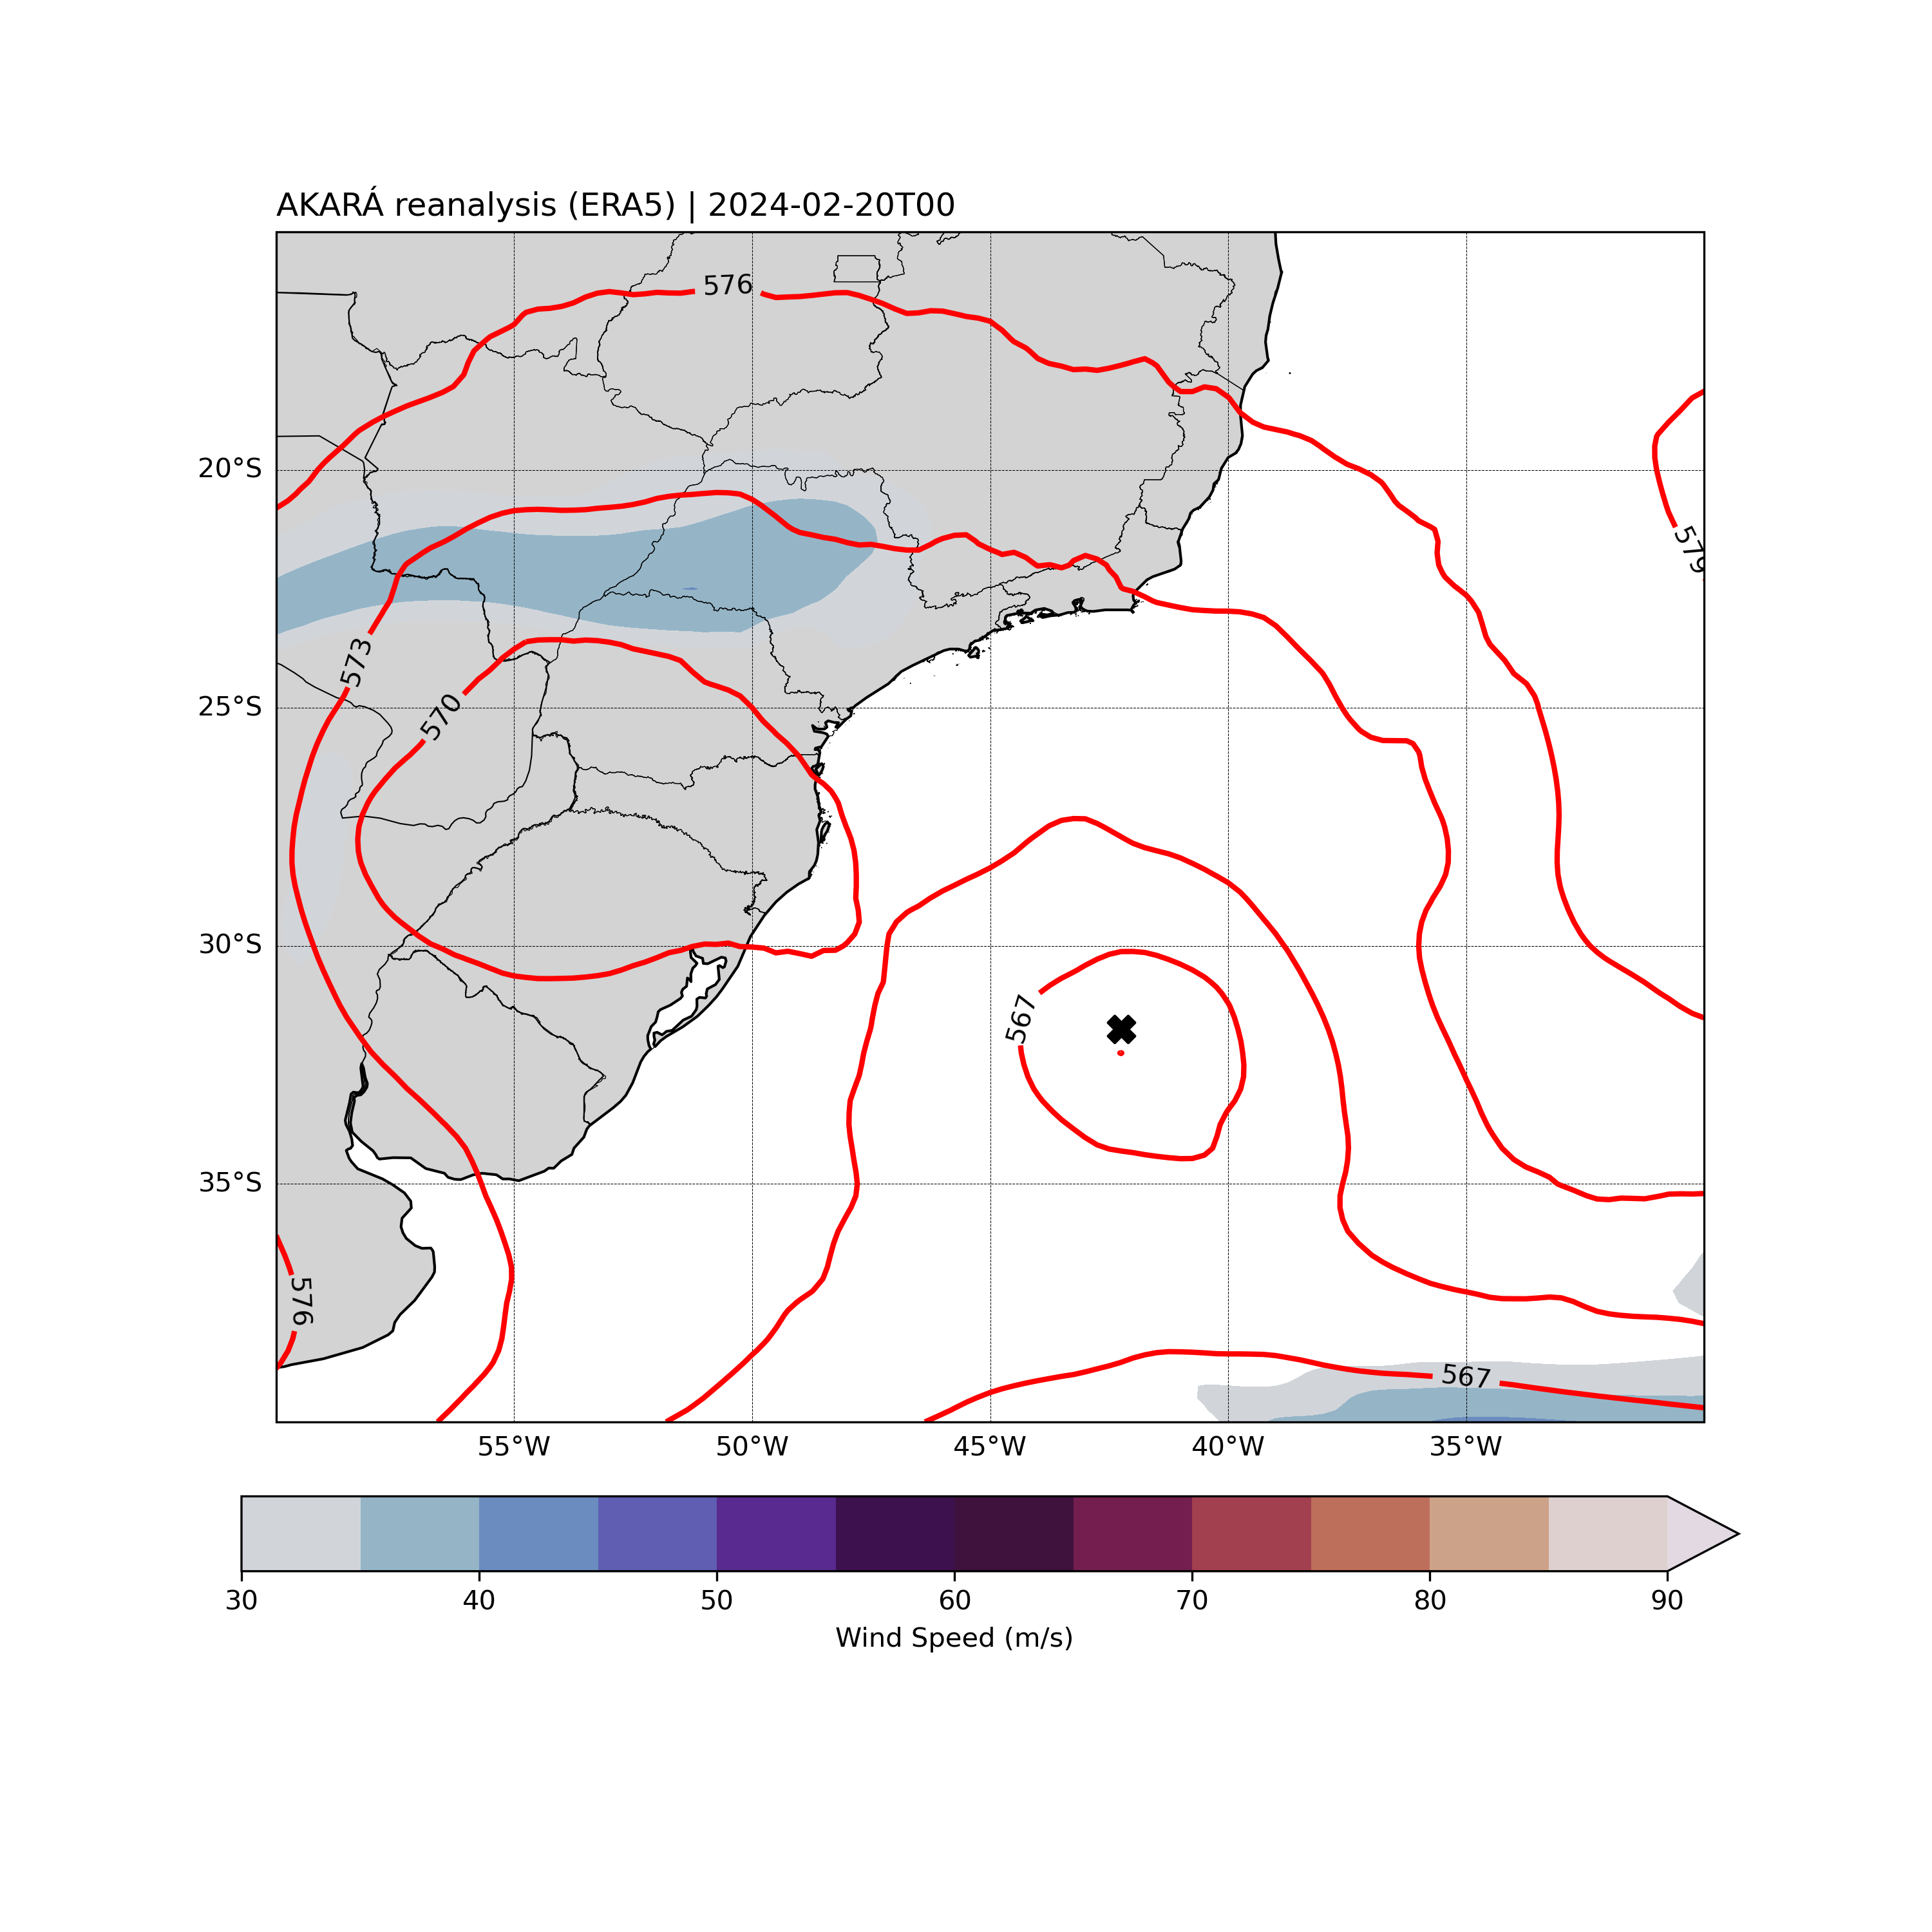 AKARÁ reanalysis (ERA5) | 2024-02-20T00
576
20°S
579
573
25°S
570
30°S
567
35°S
576
567
55°W 50°W 45°W 40°W 35°W
30 40 50 60 70 80 90
Wind Speed (m/s)